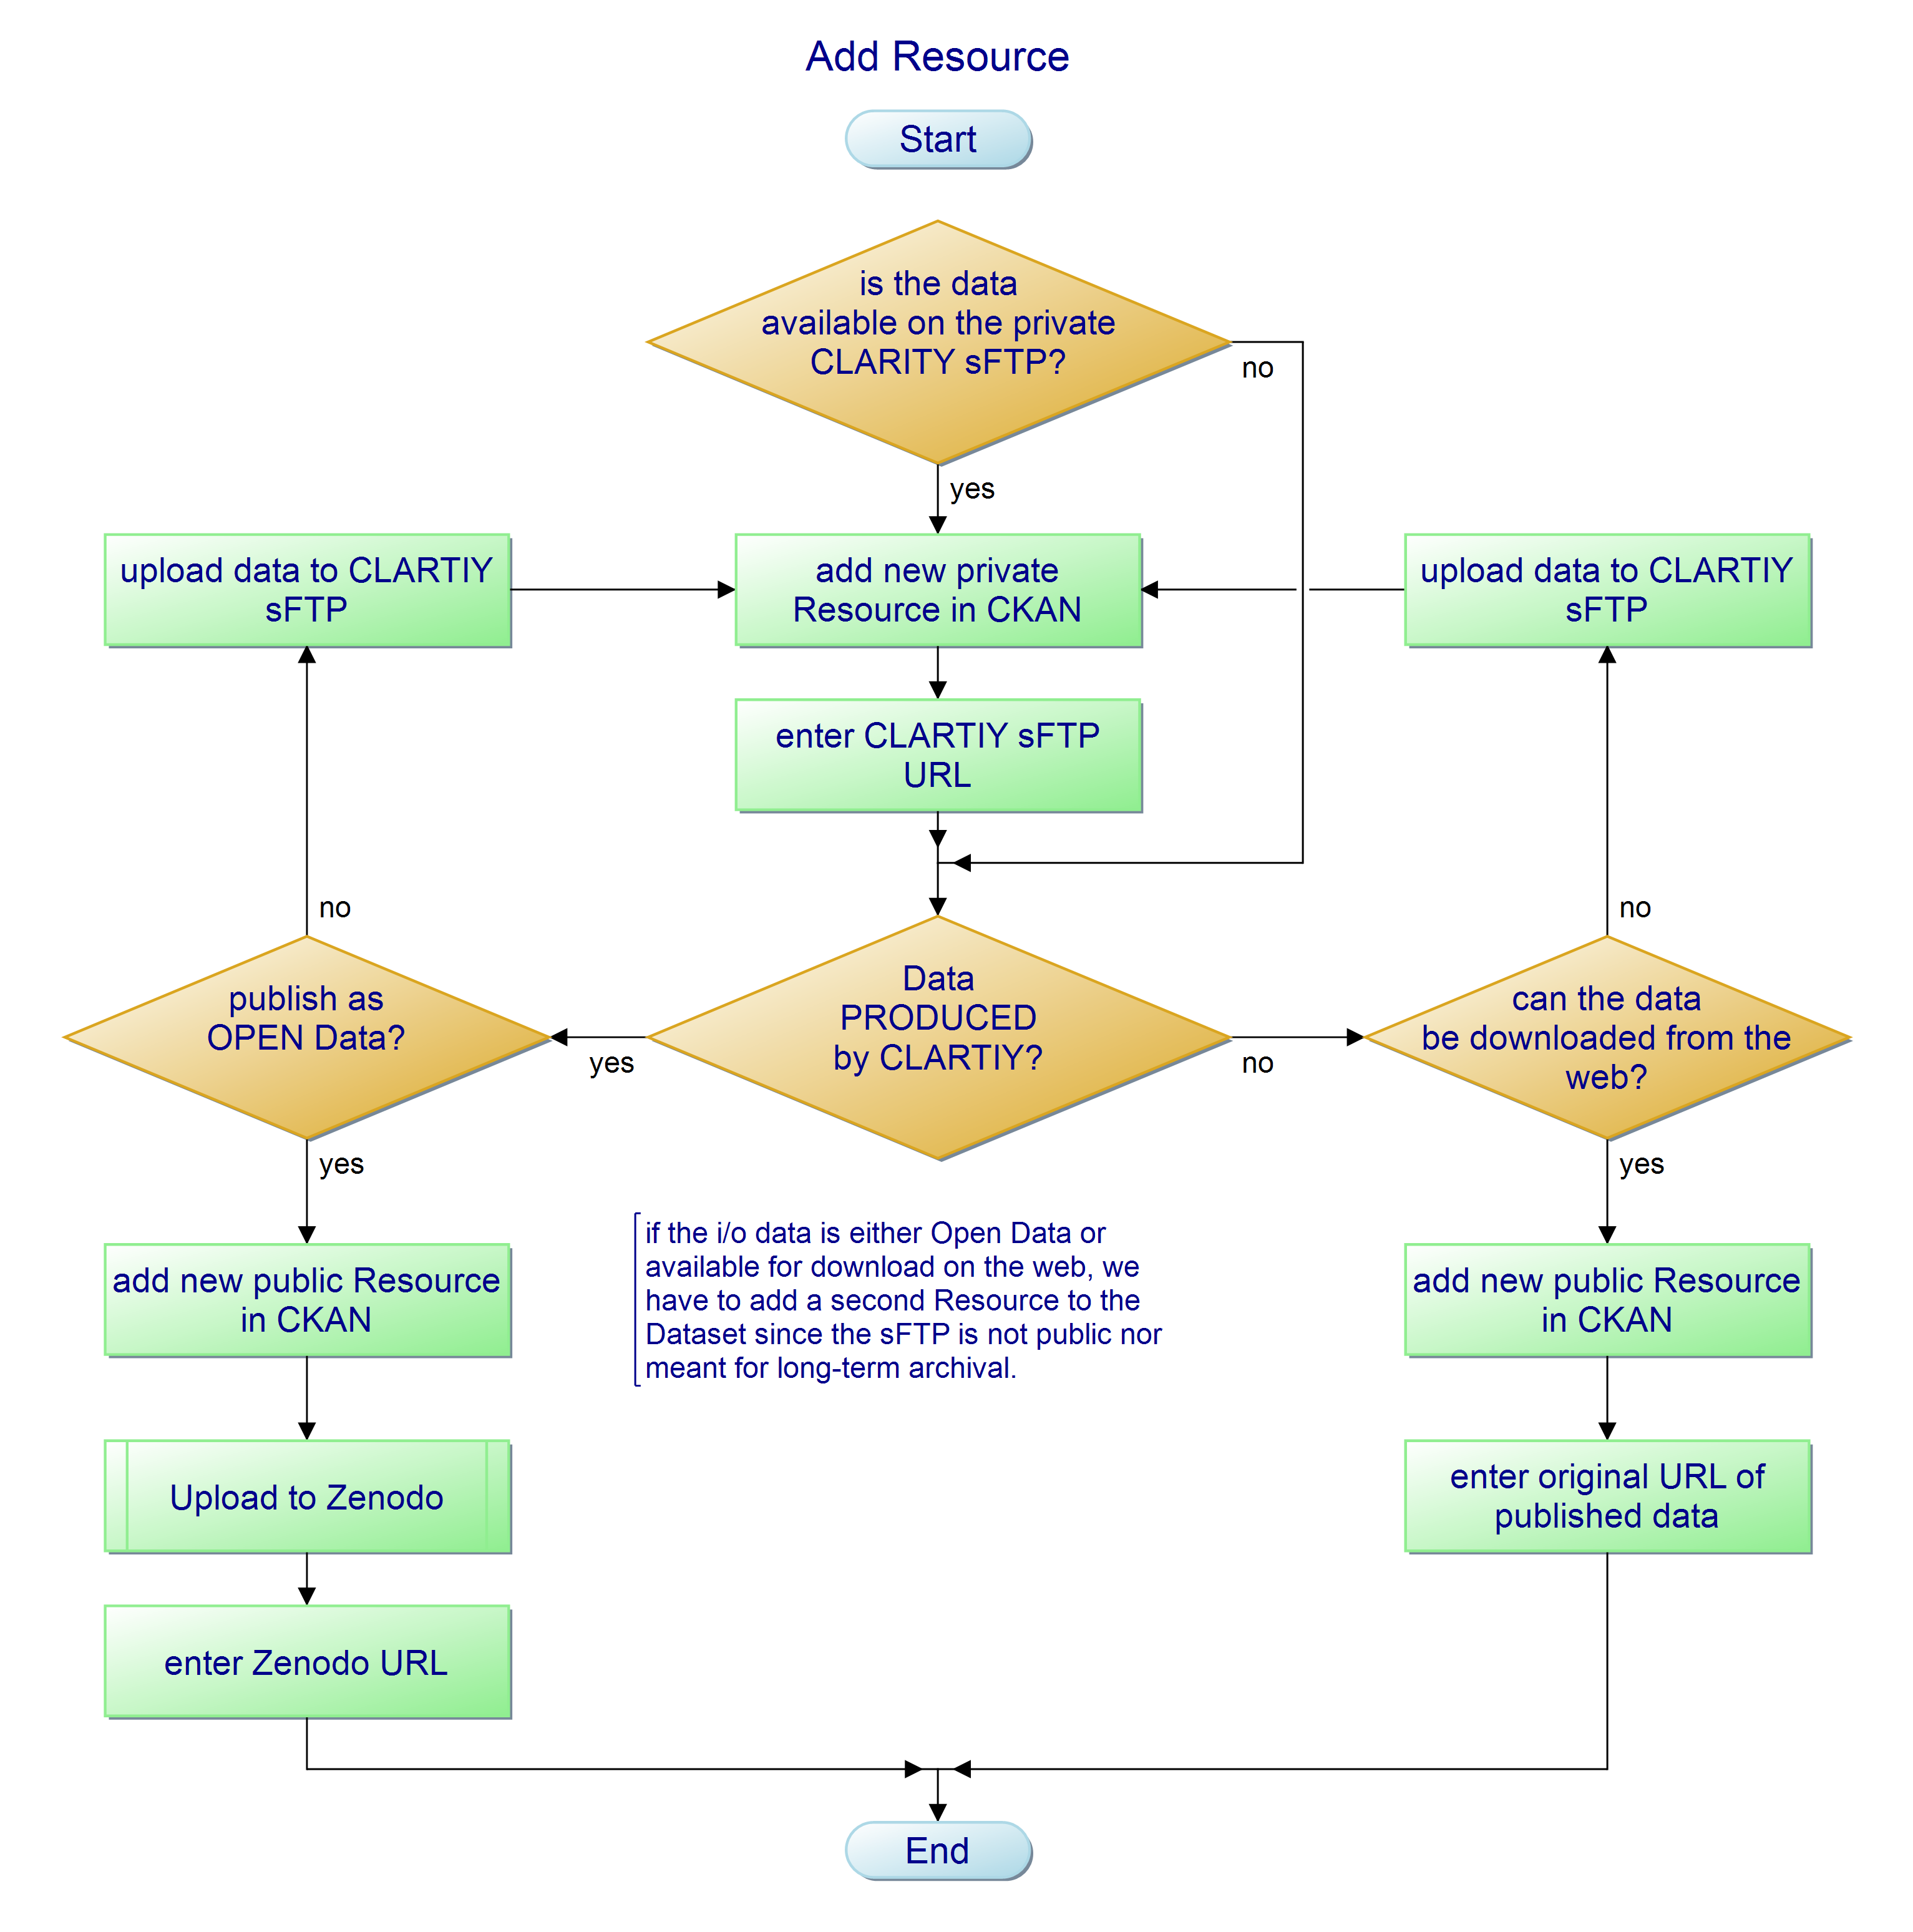 Add Resource
Start
is the data
available on the private
CLARITY sFTP?
no
yes
upload data to CLARTIY
sFTP
add new private
Resource in CKAN
upload data to CLARTIY
sFTP
enter CLARTIY sFTP
URL
no
no
publish as
OPEN Data?
Data
PRODUCED
by CLARTIY?
can the data
be downloaded from the
web?
yes
no
yes
yes
if the i/o data is either Open Data or
available for download on the web, we
have to add a second Resource to the
Dataset since the sFTP is not public nor
meant for long-term archival.
add new public Resource
in CKAN
add new public Resource
in CKAN
Upload to Zenodo
enter original URL of
published data
enter Zenodo URL
End